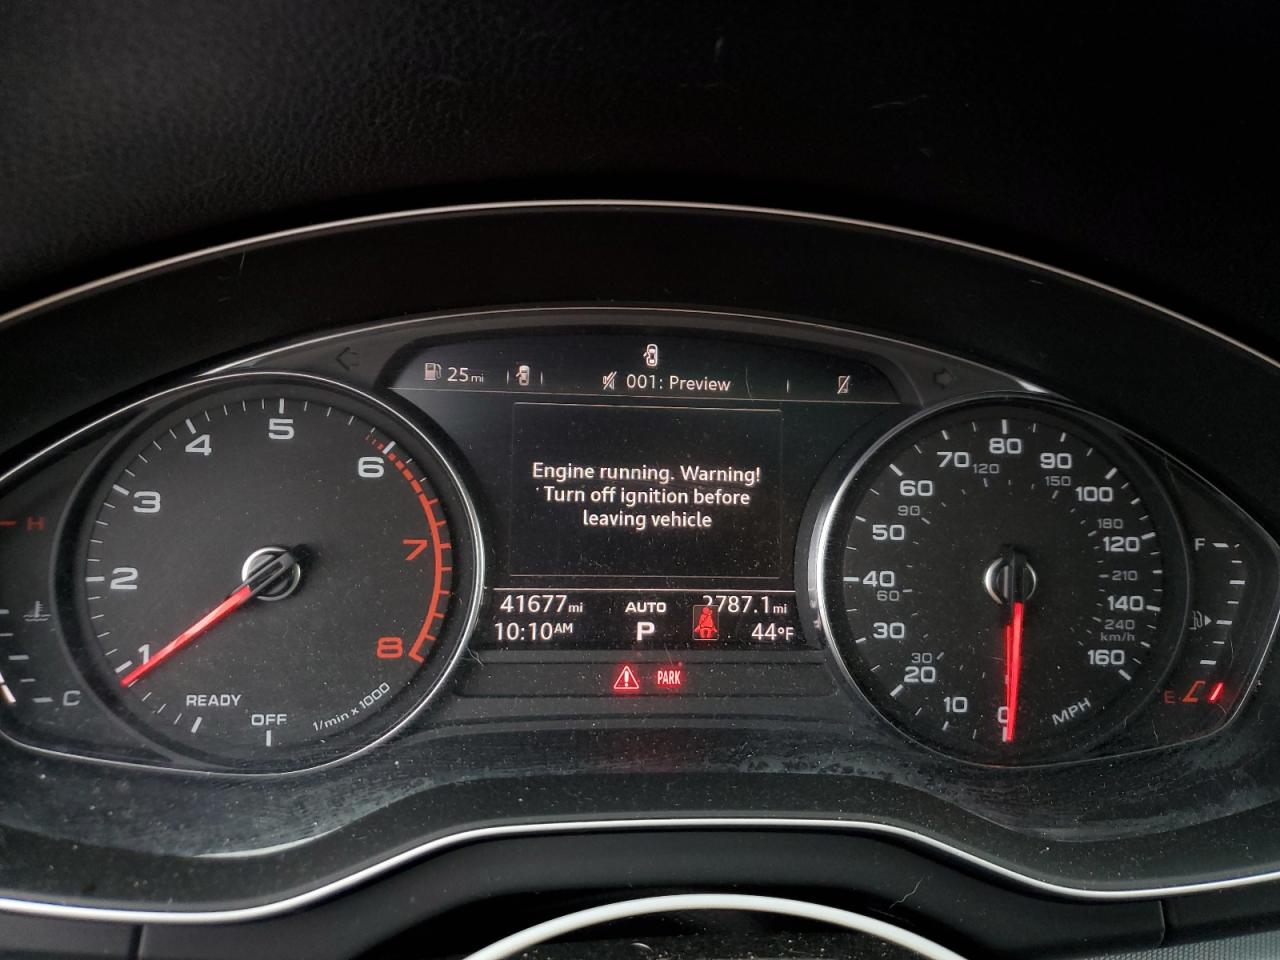 25mi
001: Preview
Engine running. Warning!
Turn off ignition before
leaving vehicle
41677mi
AUTO
2787.1mi
10:10AM
P
44°F
PARK
1
2
3
4
5
6
7
8
READY
OFF
1/min x 1000
H
C
0
10
20
30
40
50
60
70
80
90
100
120
140
160
MPH
30
60
90
120
150
180
210
240
km/h
F
E